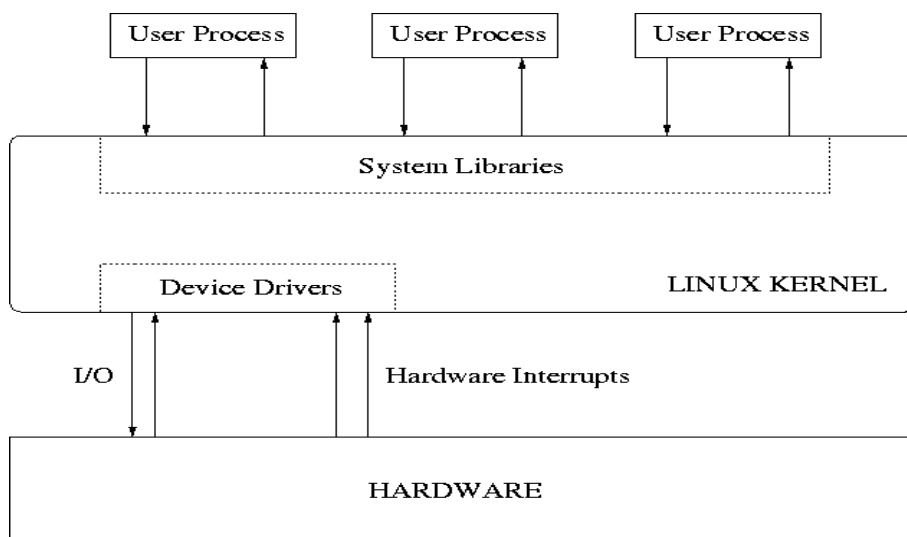 User Process
User Process
User Process
System Libraries
Device Drivers
LINUX KERNEL
I/O
Hardware Interrupts
HARDWARE